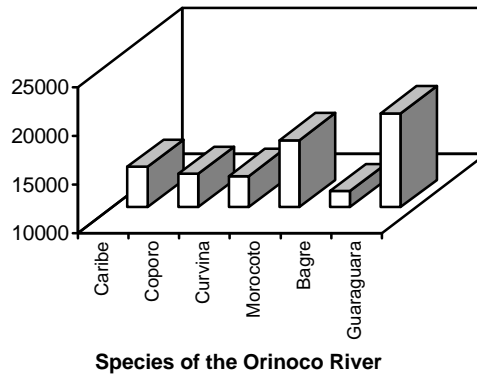 25000
20000
15000
10000
Caribe
Coporo
Curvina
Morocoto
Bagre
Guaraguara
Species of the Orinoco River